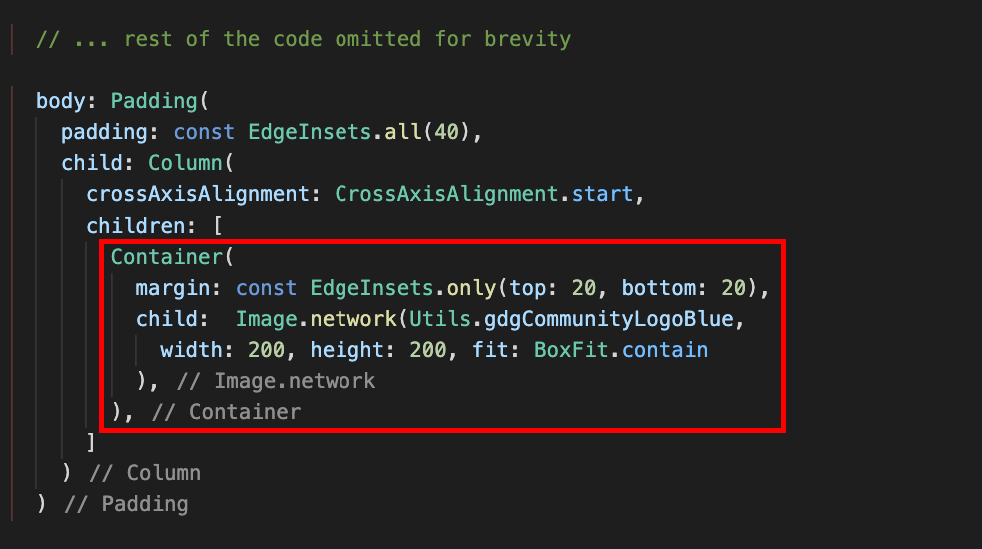 // ... rest of the code omitted for brevity
body: Padding(
padding: const EdgeInsets.all(40),
child: Column(
crossAxisAlignment: CrossAxisAlignment.start,
children: [
Container(
margin: const EdgeInsets.only(top: 20, bottom: 20),
child:  Image.network(Utils.gdgCommunityLogoBlue,
width: 200, height: 200, fit: BoxFit.contain
), // Image.network
), // Container
]
) // Column
) // Padding